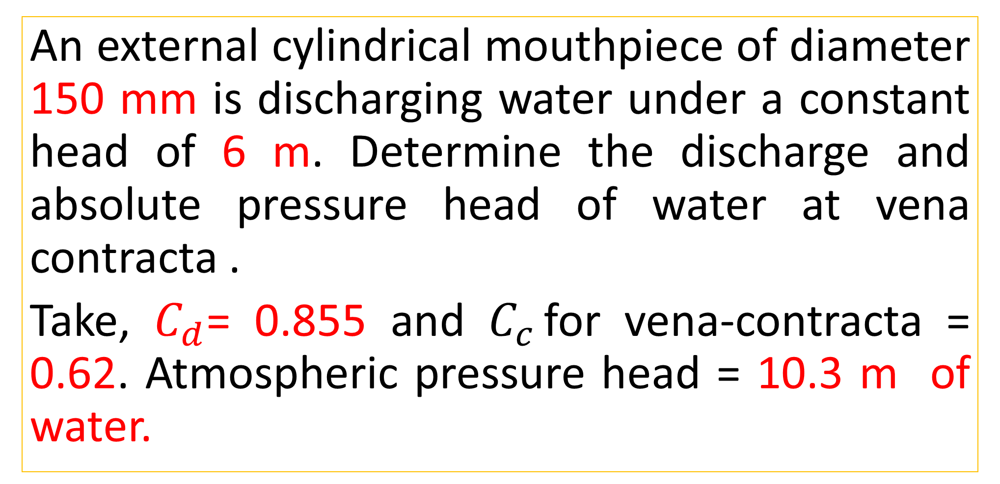 An external cylindrical mouthpiece of diameter
150 mm is discharging water under a constant
head of 6 m. Determine the discharge and
absolute pressure head of water at vena
contracta .
Take, C_d= 0.855 and C_c for vena-contracta =
0.62. Atmospheric pressure head = 10.3 m of
water.